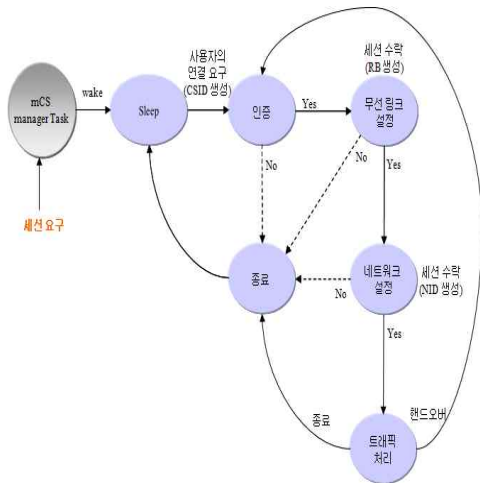 사용자의
연결 요구
(CSID 생성)
세션 수락
(RB 생성)
mCS
manager Task
wake
Sleep
인증
Yes
무선 링크
설정
No
No
Yes
세션 요구
종료
네트워크
설정
세션 수락
(NID 생성)
No
Yes
종료
핸드오버
트래픽
처리